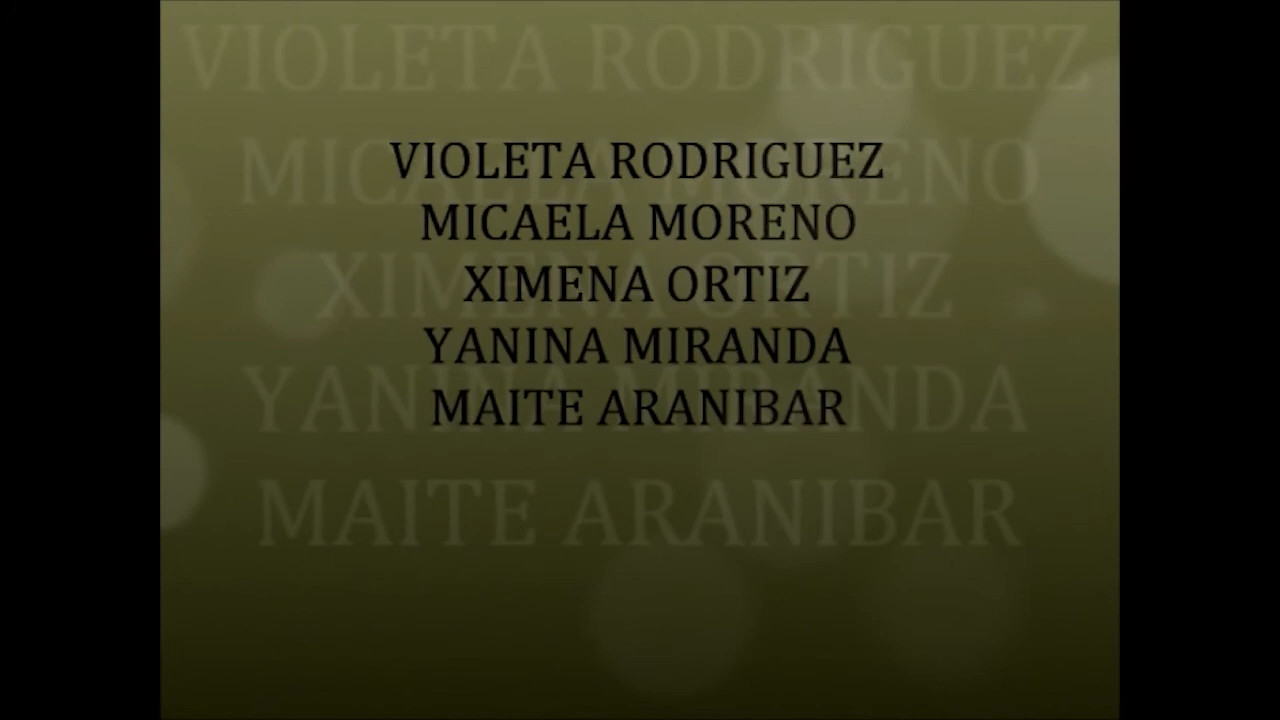 VIOLETA RODRIGUEZ
MICAELA MORENO
XIMENA ORTIZ
YANINA MIRANDA
MAITE ARANIBAR